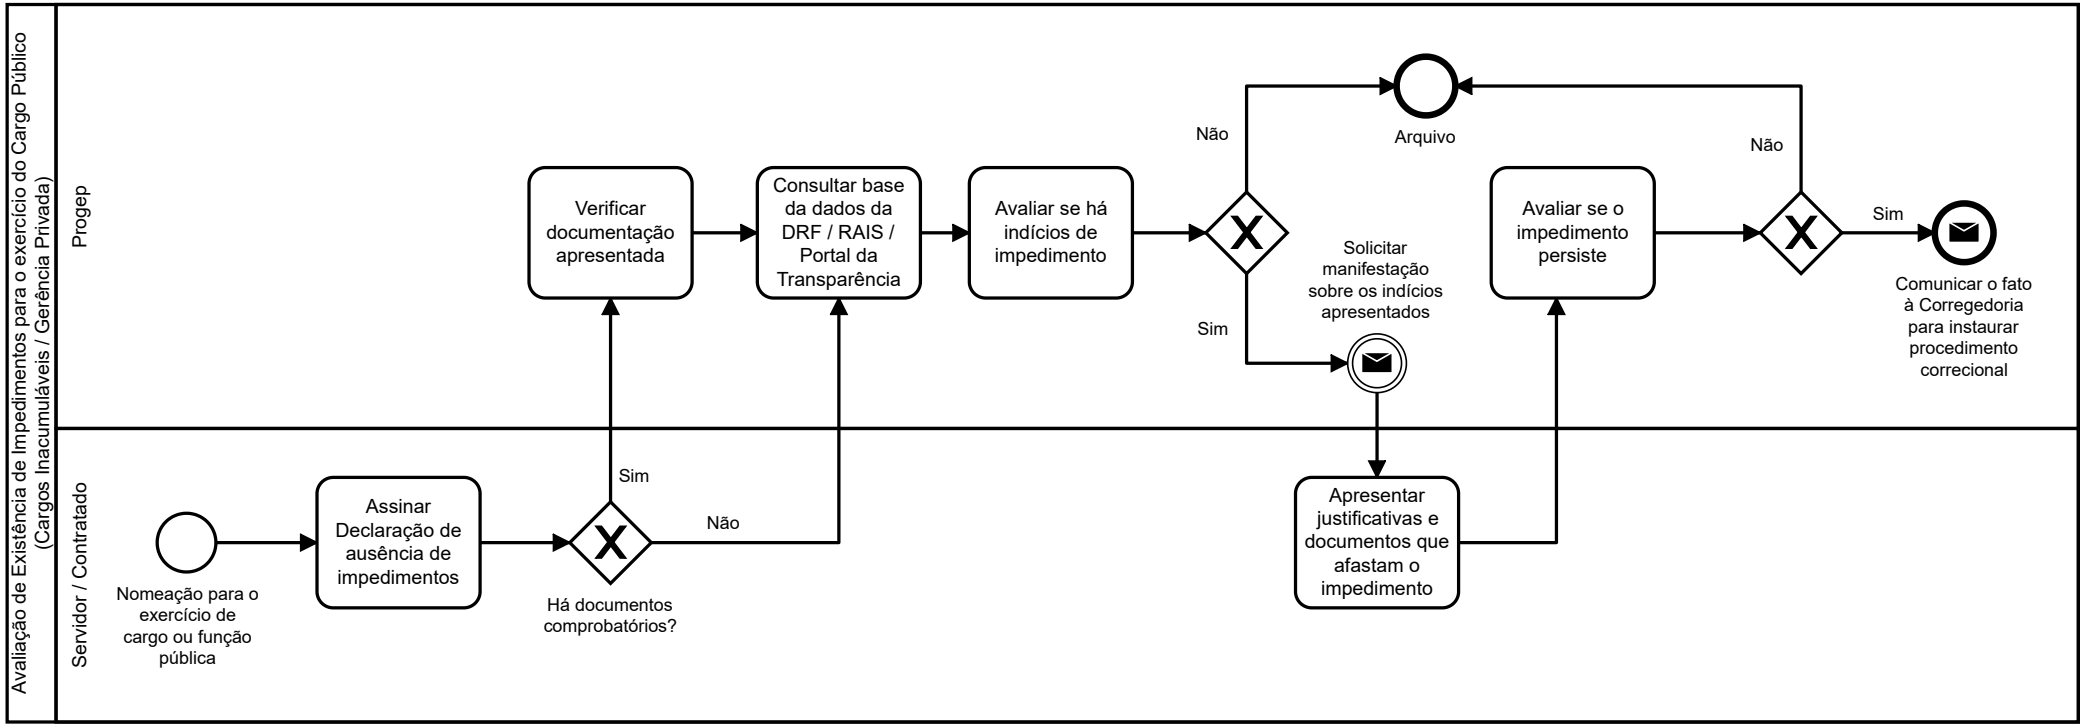 Avaliação de Existência de Impedimentos para o exercício do Cargo Público
(Cargos Inacumuláveis / Gerência Privada)
Progep
Verificar
documentação
apresentada
Consultar base
da dados da
DRF / RAIS /
Portal da
Transparência
Avaliar se há
indícios de
impedimento
Não
Sim
Arquivo
Solicitar
manifestação
sobre os indícios
apresentados
Avaliar se o
impedimento
persiste
Não
Sim
Comunicar o fato
à Corregedoria
para instaurar
procedimento
correcional
Servidor / Contratado
Nomeação para o
exercício de
cargo ou função
pública
Assinar
Declaração de
ausência de
impedimentos
Sim
Não
Há documentos
comprobatórios?
Apresentar
justificativas e
documentos que
afastam o
impedimento